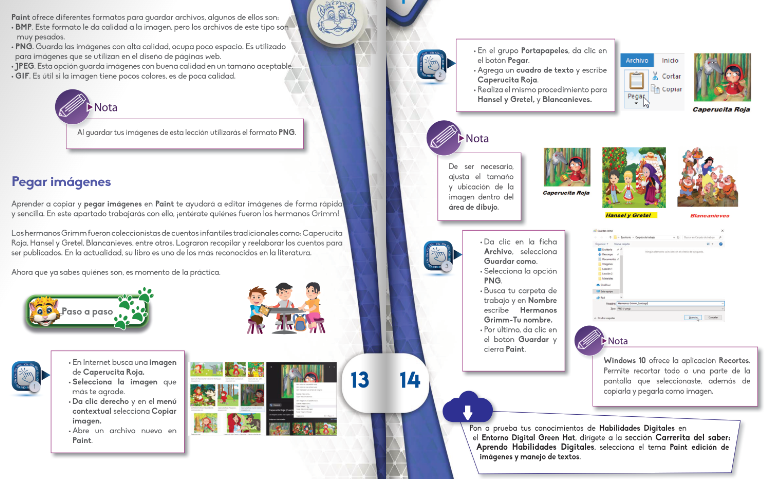 Paint ofrece diferentes formatos para guardar archivos, algunos de ellos son:
• BMP. Este formato le da calidad a la imagen, pero los archivos de este tipo son
muy pesados.
• PNG. Guarda las imágenes con alta calidad, ocupa poco espacio. Es utilizado
para imágenes que se utilizan en el diseño de páginas web.
• JPEG. Esta opción guarda imágenes con buena calidad en un tamaño aceptable.
• GIF. Es útil si la imagen tiene pocos colores, es de poca calidad.
Nota
Al guardar tus imágenes de esta lección utilizarás el formato PNG.
Pegar imágenes
Aprender a copiar y pegar imágenes en Paint te ayudará a editar imágenes de forma rápida
y sencilla. En este apartado trabajarás con ello, ¡entérate quiénes fueron los hermanos Grimm!
Los hermanos Grimm fueron coleccionistas de cuentos infantiles tradicionales como: Caperucita
Roja, Hansel y Gretel, Blancanieves, entre otros. Lograron recopilar y reelaborar los cuentos para
ser publicados. En la actualidad, su libro es uno de los más reconocidos en la literatura.
Ahora que ya sabes quienes son, es momento de la práctica.
Paso a paso
1
• En Internet busca una imagen
de Caperucita Roja.
• Selecciona la imagen que
más te agrade.
• Da clic derecho y en el menú
contextual selecciona Copiar
imagen.
• Abre un archivo nuevo en
Paint.
13
• En el grupo Portapapeles, da clic en
el botón Pegar.
• Agrega un cuadro de texto y escribe
Caperucita Roja.
• Realiza el mismo procedimiento para
Hansel y Gretel, y Blancanieves.
Archivo Inicio
Cortar
Copiar
Pegar
Caperucita Roja
Nota
De ser necesario,
ajusta el tamaño
y ubicación de la
imagen dentro del
área de dibujo.
Caperucita Roja
Hansel y Gretel
Blancanieves
• Da clic en la ficha
Archivo, selecciona
Guardar como.
• Selecciona la opción
PNG.
• Busca tu carpeta de
trabajo y en Nombre
escribe Hermanos
Grimm-Tu nombre.
• Por último, da clic en
el botón Guardar y
cierra Paint.
Nota
Windows 10 ofrece la aplicación Recortes.
Permite recortar todo o una parte de la
pantalla que seleccionaste, además de
copiarla y pegarla como imagen.
14
Pon a prueba tus conocimientos de Habilidades Digitales en
el Entorno Digital Green Hat, dirígete a la sección Carrerita del saber:
Aprendo Habilidades Digitales, selecciona el tema Paint edición de
imágenes y manejo de textos.